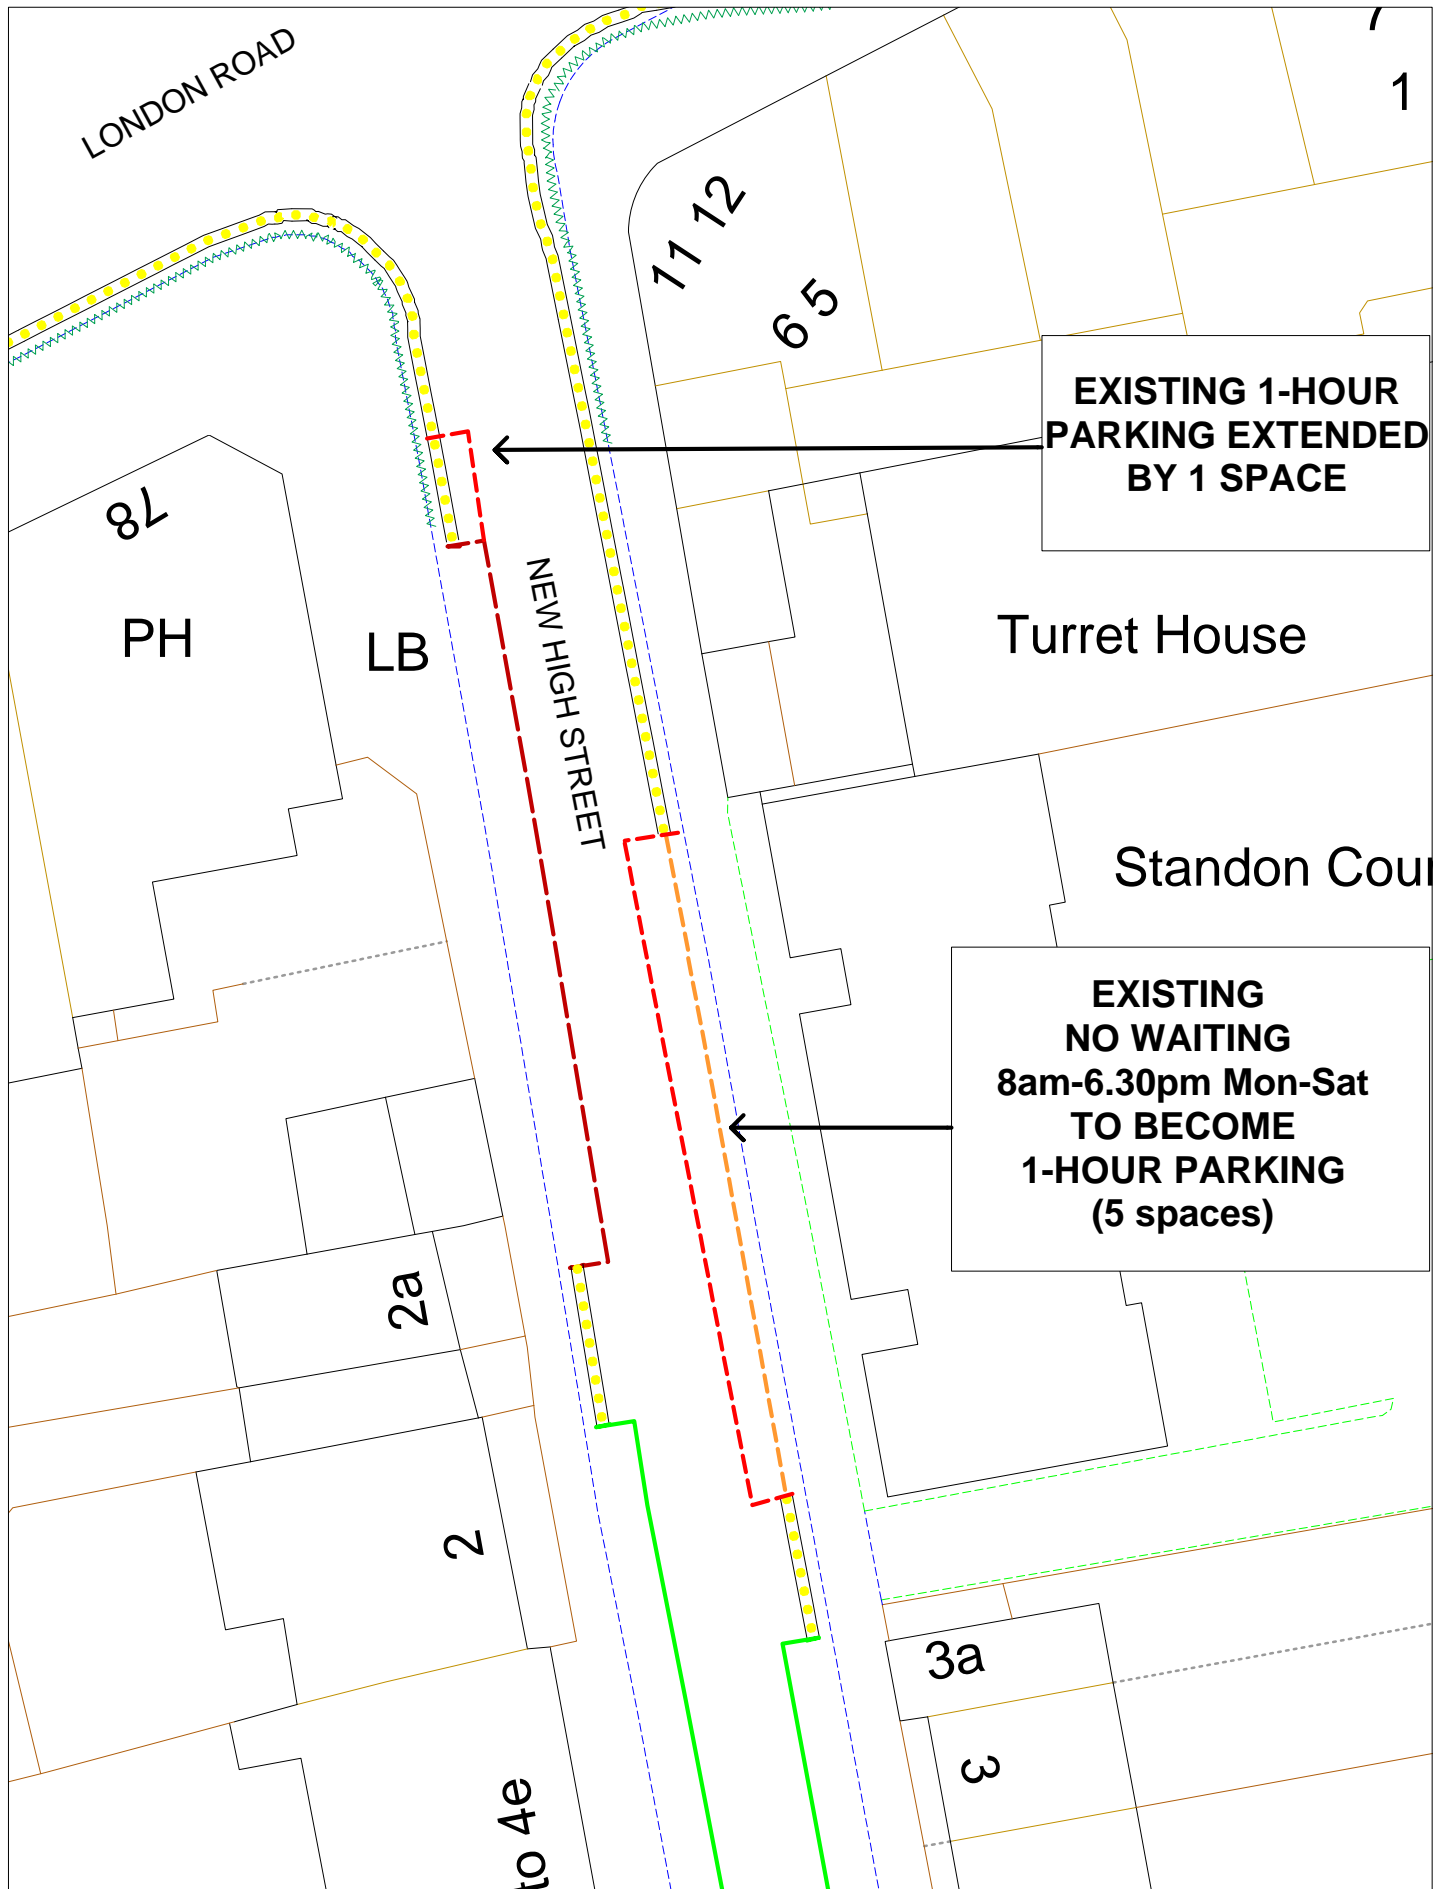 LONDON ROAD
7
1
11 12
6 5
EXISTING 1-HOUR
PARKING EXTENDED
BY 1 SPACE
78
PH
LB
NEW HIGH STREET
Turret House
Standon Cour
EXISTING
NO WAITING
8am-6.30pm Mon-Sat
TO BECOME
1-HOUR PARKING
(5 spaces)
2a
2
3a
3
to 4e